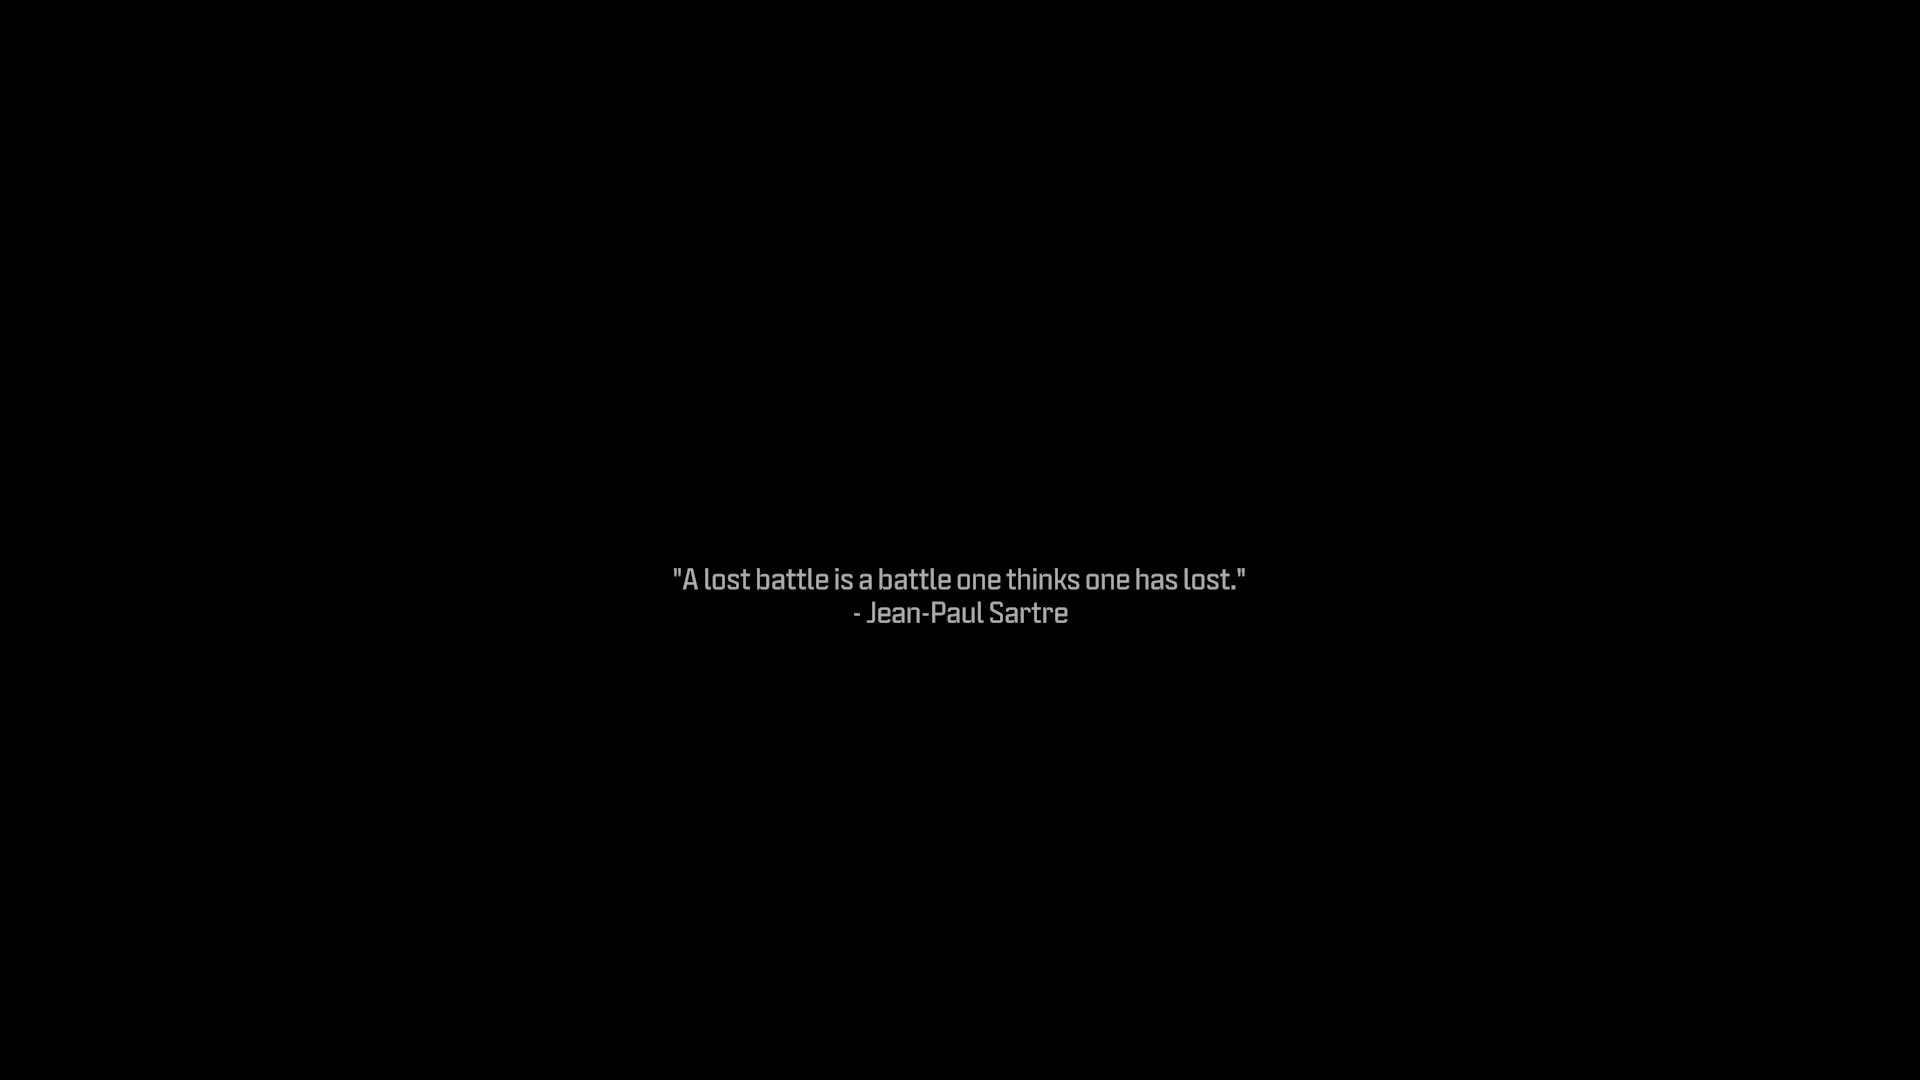 "A lost battle is a battle one thinks one has lost."
- Jean-Paul Sartre